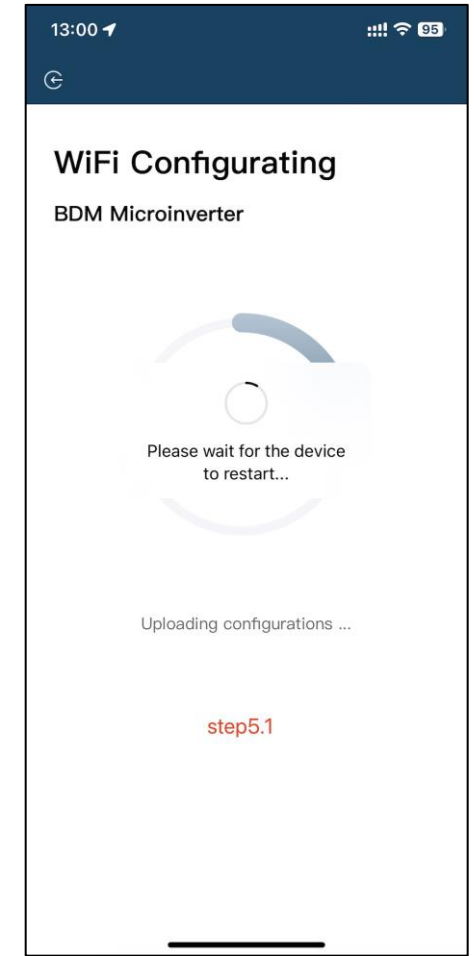 13:00
95
WiFi Configurating
BDM Microinverter
Please wait for the device
to restart...
Uploading configurations ...
step5.1